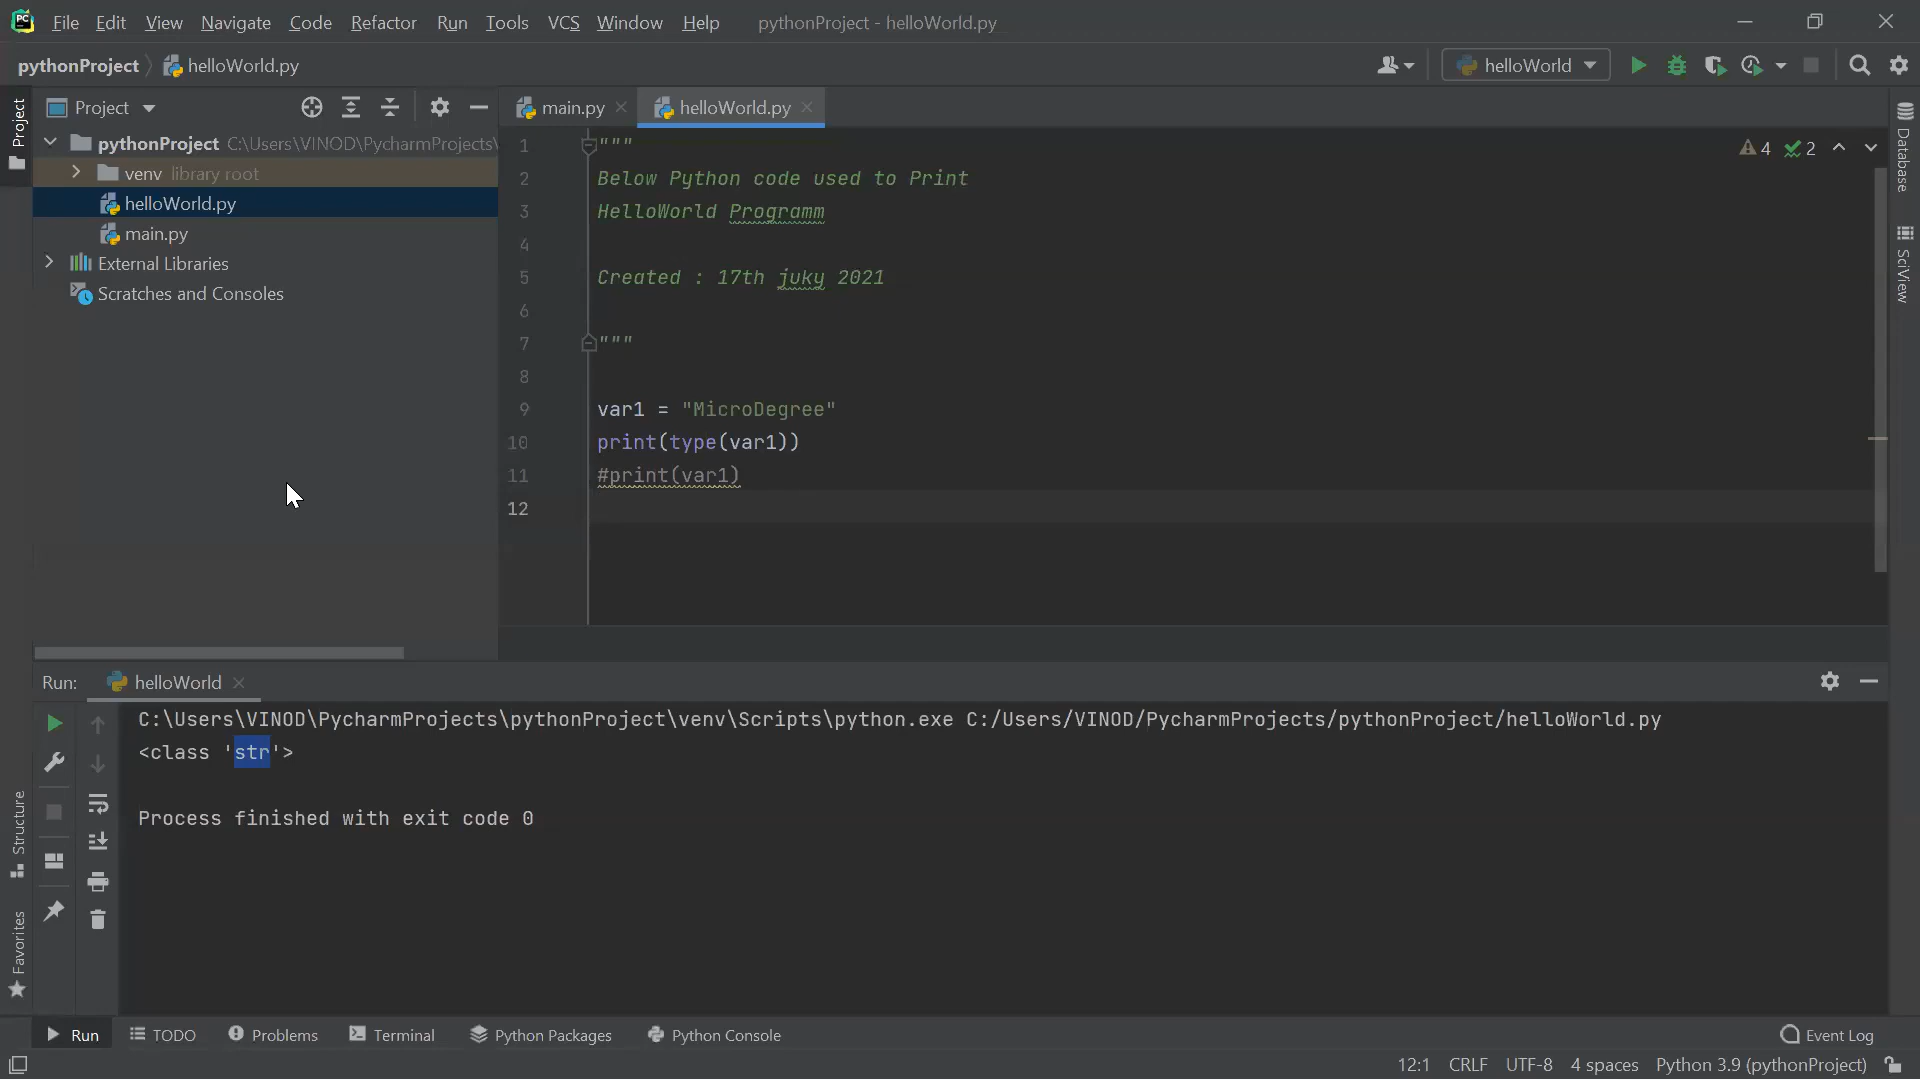 PC File Edit View Navigate Code Refactor Run Tools VCS Window Help pythonProject - helloWorld.py
pythonProject helloWorld.py helloWorld
Project
Project
main.py helloWorld.py
pythonProject C:\Users\VINOD\PycharmProjects\
venv library root
helloWorld.py
main.py
External Libraries
Scratches and Consoles
1 """
2 Below Python code used to Print
3 HelloWorld Programm
4
5 Created : 17th juky 2021
6
7 """
8
9 var1 = "MicroDegree"
10 print(type(var1))
11 #print(var1)
12
4 2
Database
SciView
Run: helloWorld
C:\Users\VINOD\PycharmProjects\pythonProject\venv\Scripts\python.exe C:/Users/VINOD/PycharmProjects/pythonProject/helloWorld.py
<class 'str'>
Process finished with exit code 0
Structure
Favorites
Run TODO Problems Terminal Python Packages Python Console Event Log
12:1 CRLF UTF-8 4 spaces Python 3.9 (pythonProject)